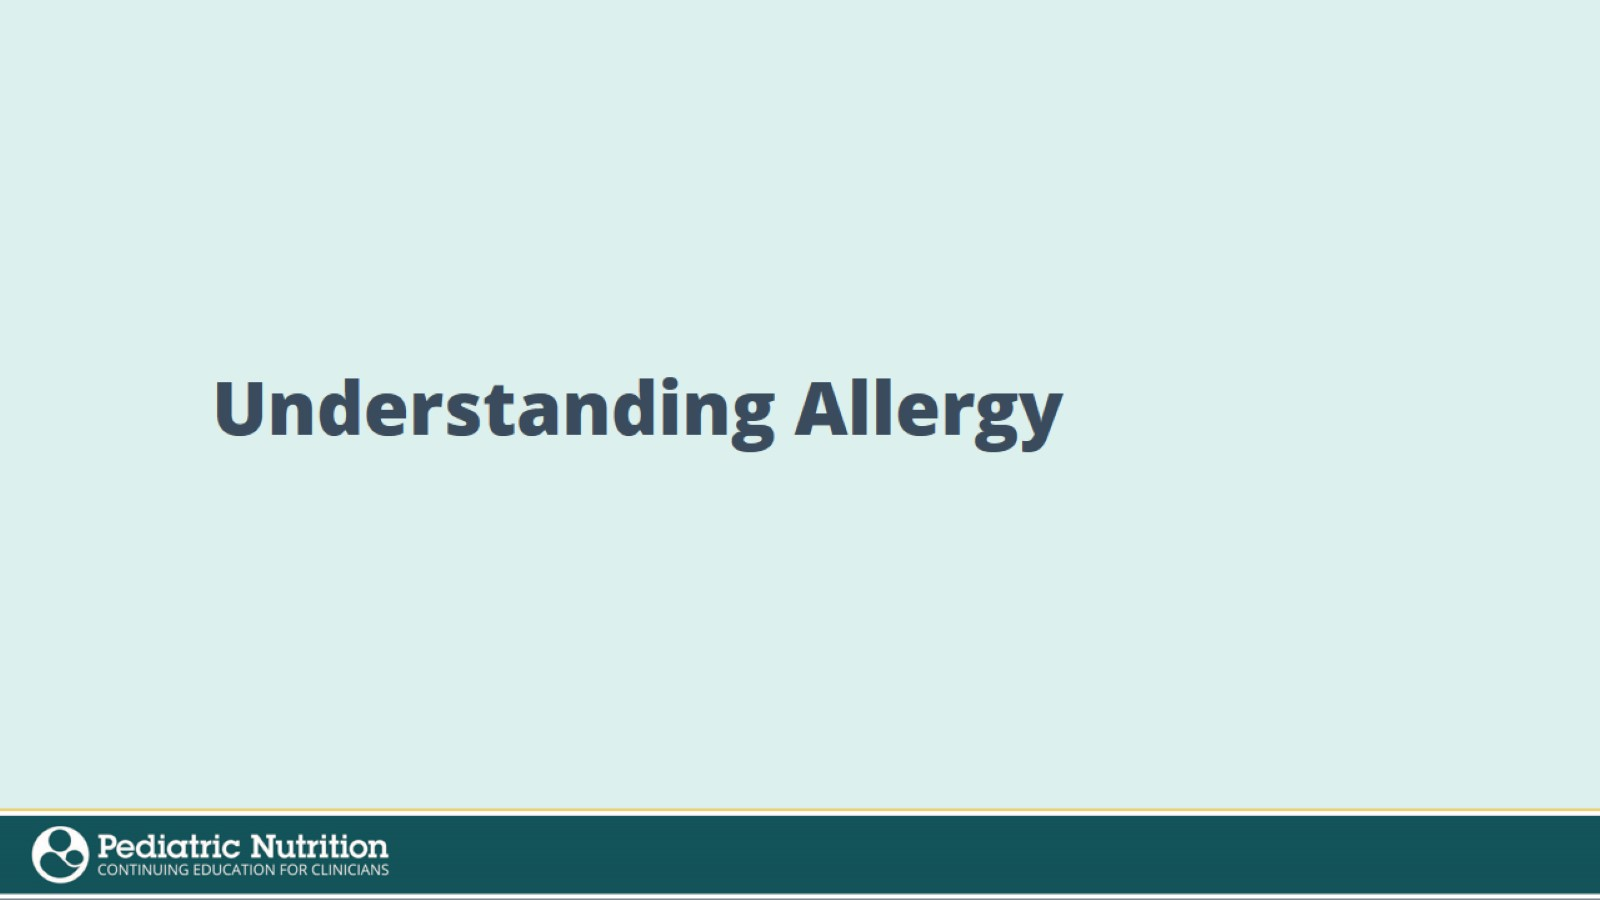 Understanding Allergy
Pediatric Nutrition
CONTINUING EDUCATION FOR CLINICIANS